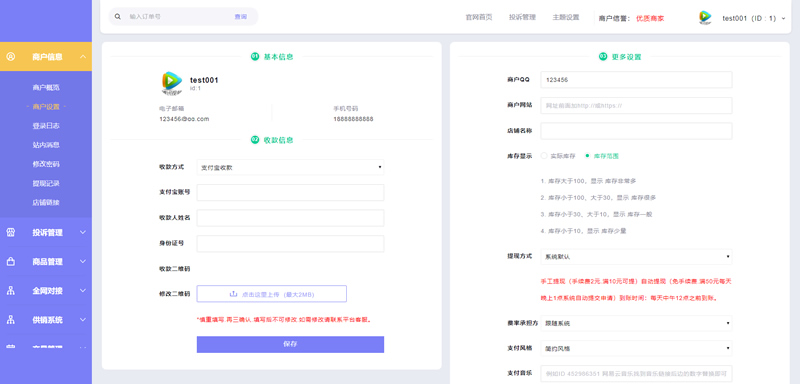 输入订单号
查询
官网首页
投诉管理
主题设置
商户信誉： 优质商家
test001（ID：1）
商户信息
商户概览
商户设置
登录日志
站内消息
修改密码
提现记录
店铺链接
投诉管理
商品管理
全网对接
供销系统
01 基本信息
test001
id:1
电子邮箱
123456@qq.com
手机号码
18888888888
02 收款信息
收款方式
支付宝收款
支付宝账号
收款人姓名
身份证号
收款二维码
修改二维码
点击这里上传（最大2MB）
*慎重填写,再三确认,填写后不可修改 如需修改请联系平台客服。
保存
03 更多设置
商户QQ
123456
商户网站
网址前需加http://或https://
店铺名称
库存显示
实际库存
库存范围
1. 库存大于100，显示 库存非常多
2. 库存小于100，大于30，显示 库存很多
3. 库存小于30，大于10，显示 库存一般
4. 库存小于10，显示 库存少量
提现方式
系统默认
手工提现（手续费2元 满10元可提）自动提现（免手续费 满50元每天
晚上1点系统自动提交申请）到账时间：每天中午12点之前到账。
费率承担方
跟随系统
支付风格
简约风格
支付音乐